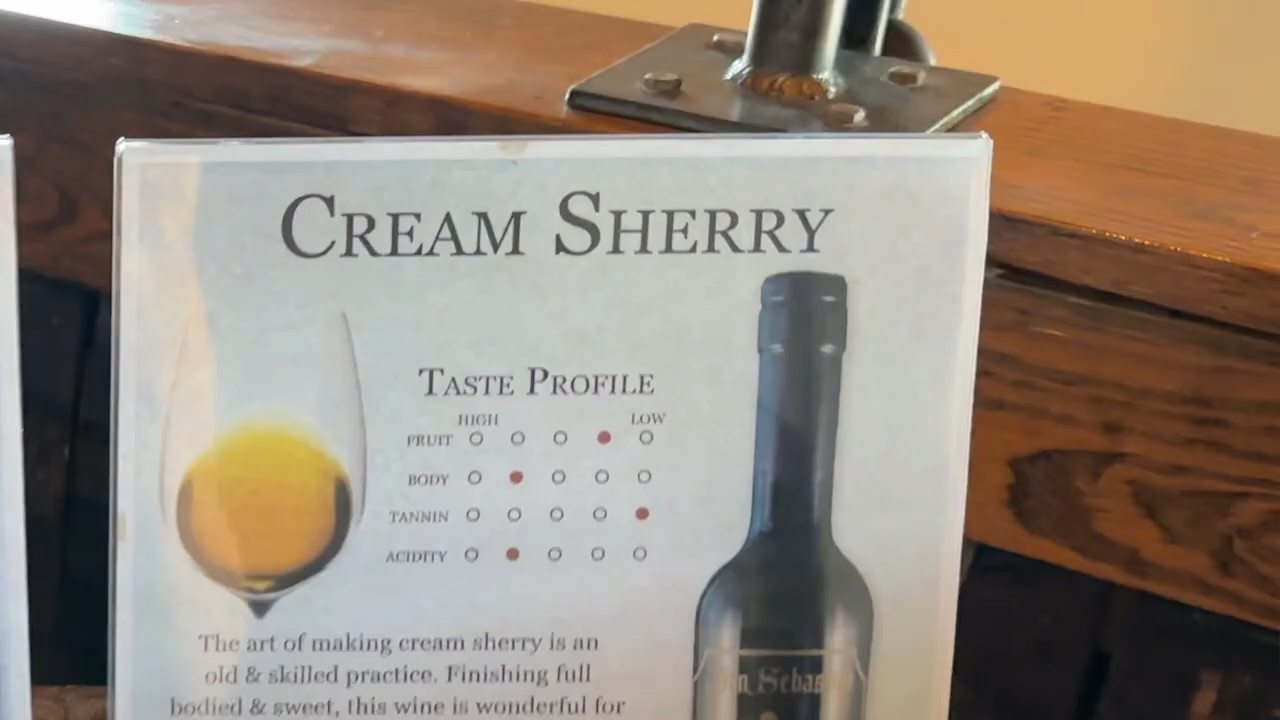 CREAM SHERRY
TASTE PROFILE
HIGH LOW
FRUIT
BODY
TANNIN
ACIDITY
The art of making cream sherry is an
old & skilled practice. Finishing full
bodied & sweet, this wine is wonderful for